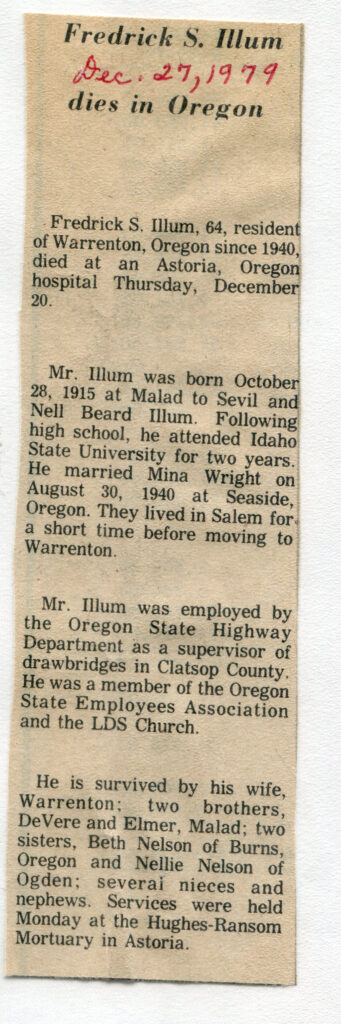 Fredrick S. Illum
Dec. 27, 1979
dies in Oregon
Fredrick S. Illum, 64, resident
of Warrenton, Oregon since 1940,
died at an Astoria, Oregon
hospital Thursday, December
20.
Mr. Illum was born October
28, 1915 at Malad to Sevil and
Nell Beard Illum. Following
high school, he attended Idaho
State University for two years.
He married Mina Wright on
August 30, 1940 at Seaside,
Oregon. They lived in Salem for
a short time before moving to
Warrenton.
Mr. Illum was employed by
the Oregon State Highway
Department as a supervisor of
drawbridges in Clatsop County.
He was a member of the Oregon
State Employees Association
and the LDS Church.
He is survived by his wife,
Warrenton; two brothers,
DeVere and Elmer, Malad; two
sisters, Beth Nelson of Burns,
Oregon and Nellie Nelson of
Ogden; several nieces and
nephews. Services were held
Monday at the Hughes-Ransom
Mortuary in Astoria.